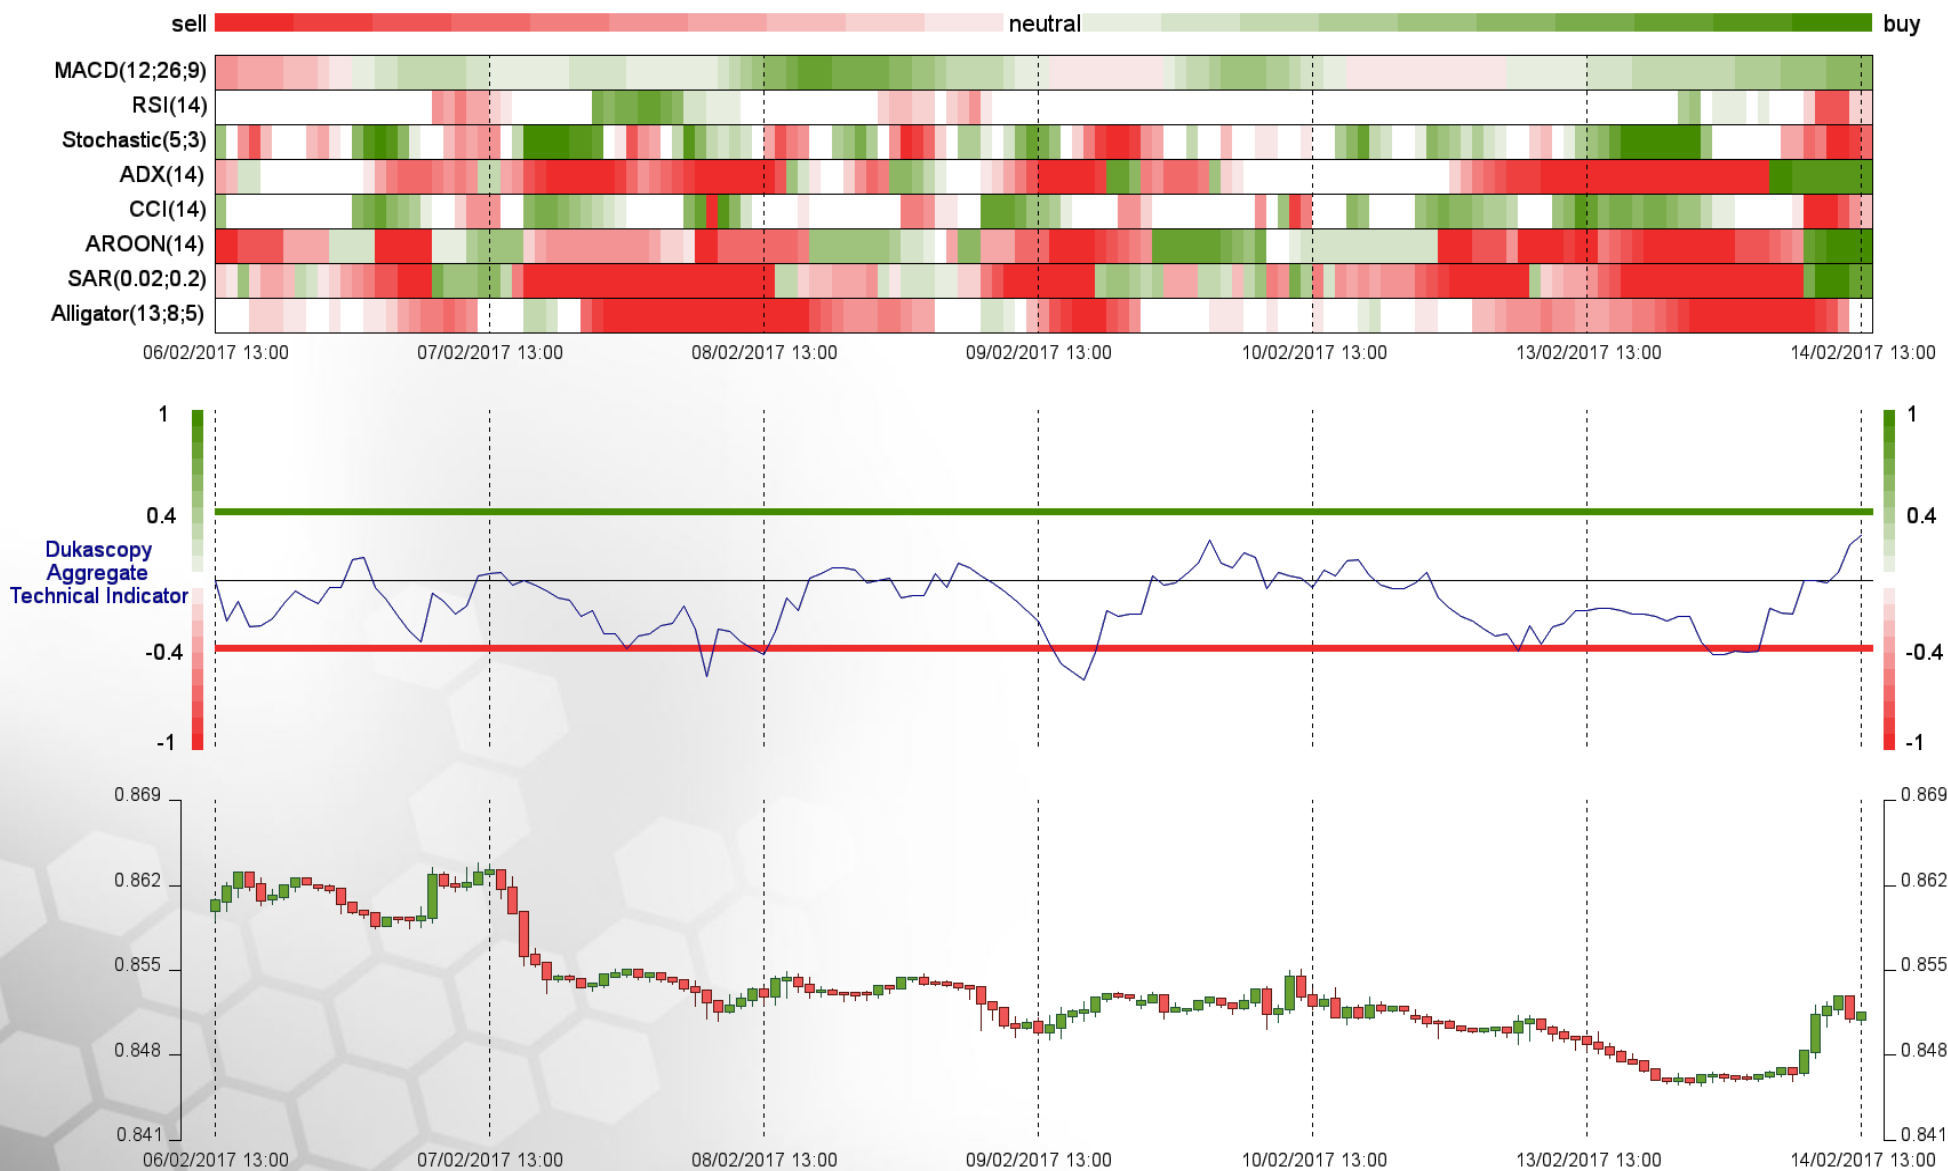 sell neutral buy
MACD(12;26;9)
RSI(14)
Stochastic(5;3)
ADX(14)
CCI(14)
AROON(14)
SAR(0.02;0.2)
Alligator(13;8;5)
06/02/2017 13:00 07/02/2017 13:00 08/02/2017 13:00 09/02/2017 13:00 10/02/2017 13:00 13/02/2017 13:00 14/02/2017 13:00
1 1
0.4 0.4
Dukascopy
Aggregate
Technical Indicator
-0.4 -0.4
-1 -1
0.869 0.869
0.862 0.862
0.855 0.855
0.848 0.848
0.841 0.841
06/02/2017 13:00 07/02/2017 13:00 08/02/2017 13:00 09/02/2017 13:00 10/02/2017 13:00 13/02/2017 13:00 14/02/2017 13:00